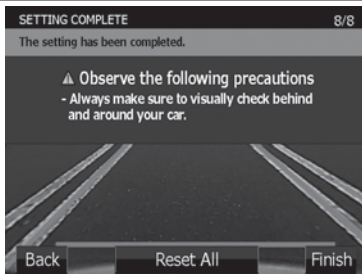 SETTING COMPLETE 8/8
The setting has been completed.
⚠ Observe the following precautions
- Always make sure to visually check behind
and around your car.
Back Reset All Finish